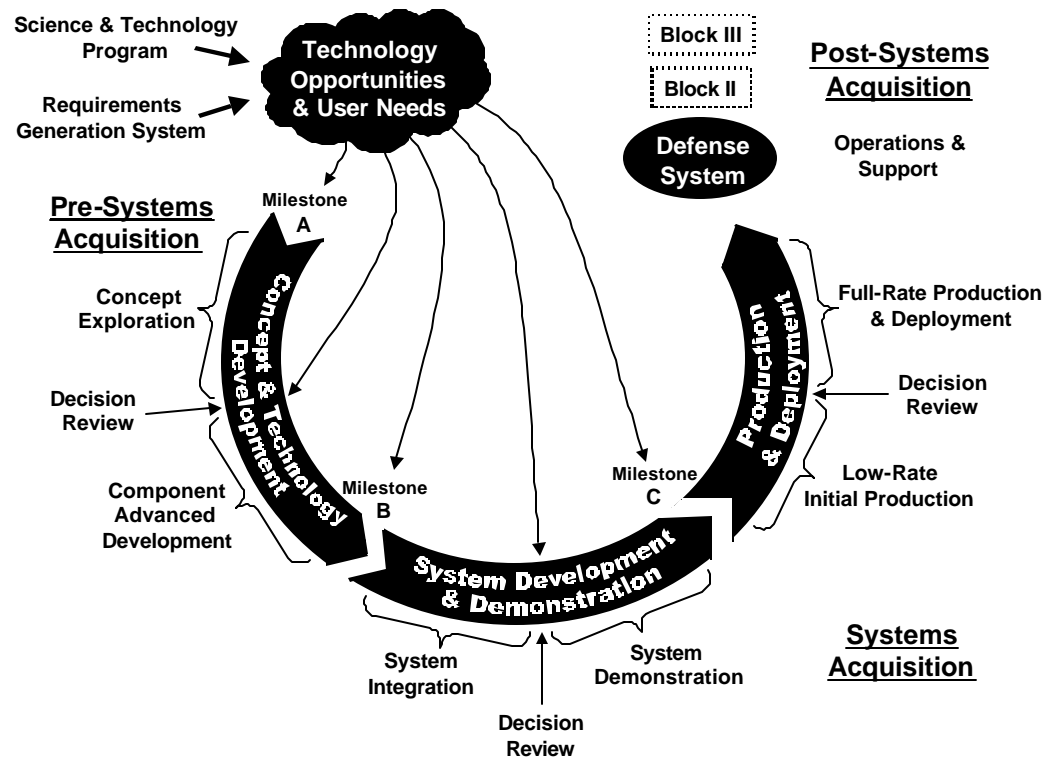 Science & Technology
Program
Requirements
Generation System
Technology
Opportunities
& User Needs
Block III
Block II
Defense
System
Post-Systems
Acquisition
Operations &
Support
Pre-Systems
Acquisition
Milestone
A
Concept
Exploration
Decision
Review
Component
Advanced
Development
Concept & Technology
Development
Milestone
B
System Development
& Demonstration
System
Integration
Decision
Review
System
Demonstration
Milestone
C
Production
& Deployment
Full-Rate Production
& Deployment
Decision
Review
Low-Rate
Initial Production
Systems
Acquisition